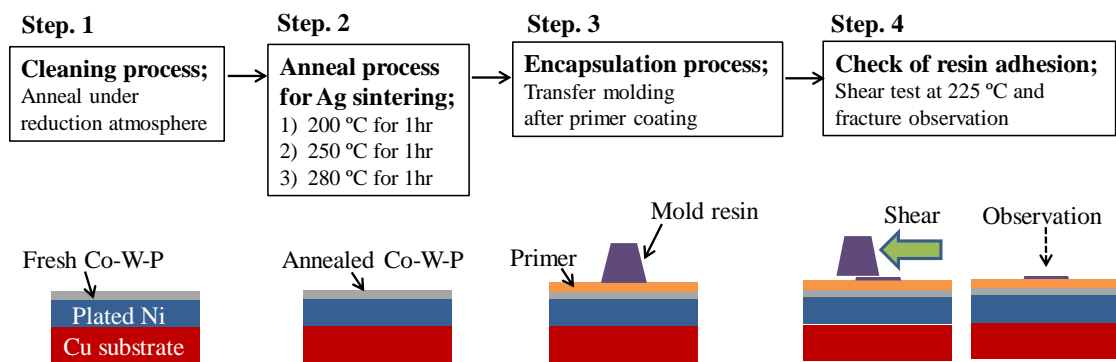 Step. 1
Cleaning process;
Anneal under
reduction atmosphere
Step. 2
Anneal process
for Ag sintering;
1) 200 ºC for 1hr
2) 250 ºC for 1hr
3) 280 ºC for 1hr
Step. 3
Encapsulation process;
Transfer molding
after primer coating
Step. 4
Check of resin adhesion;
Shear test at 225 ºC and
fracture observation
Fresh Co-W-P
Plated Ni
Cu substrate
Annealed Co-W-P
Mold resin
Primer
Shear
Observation